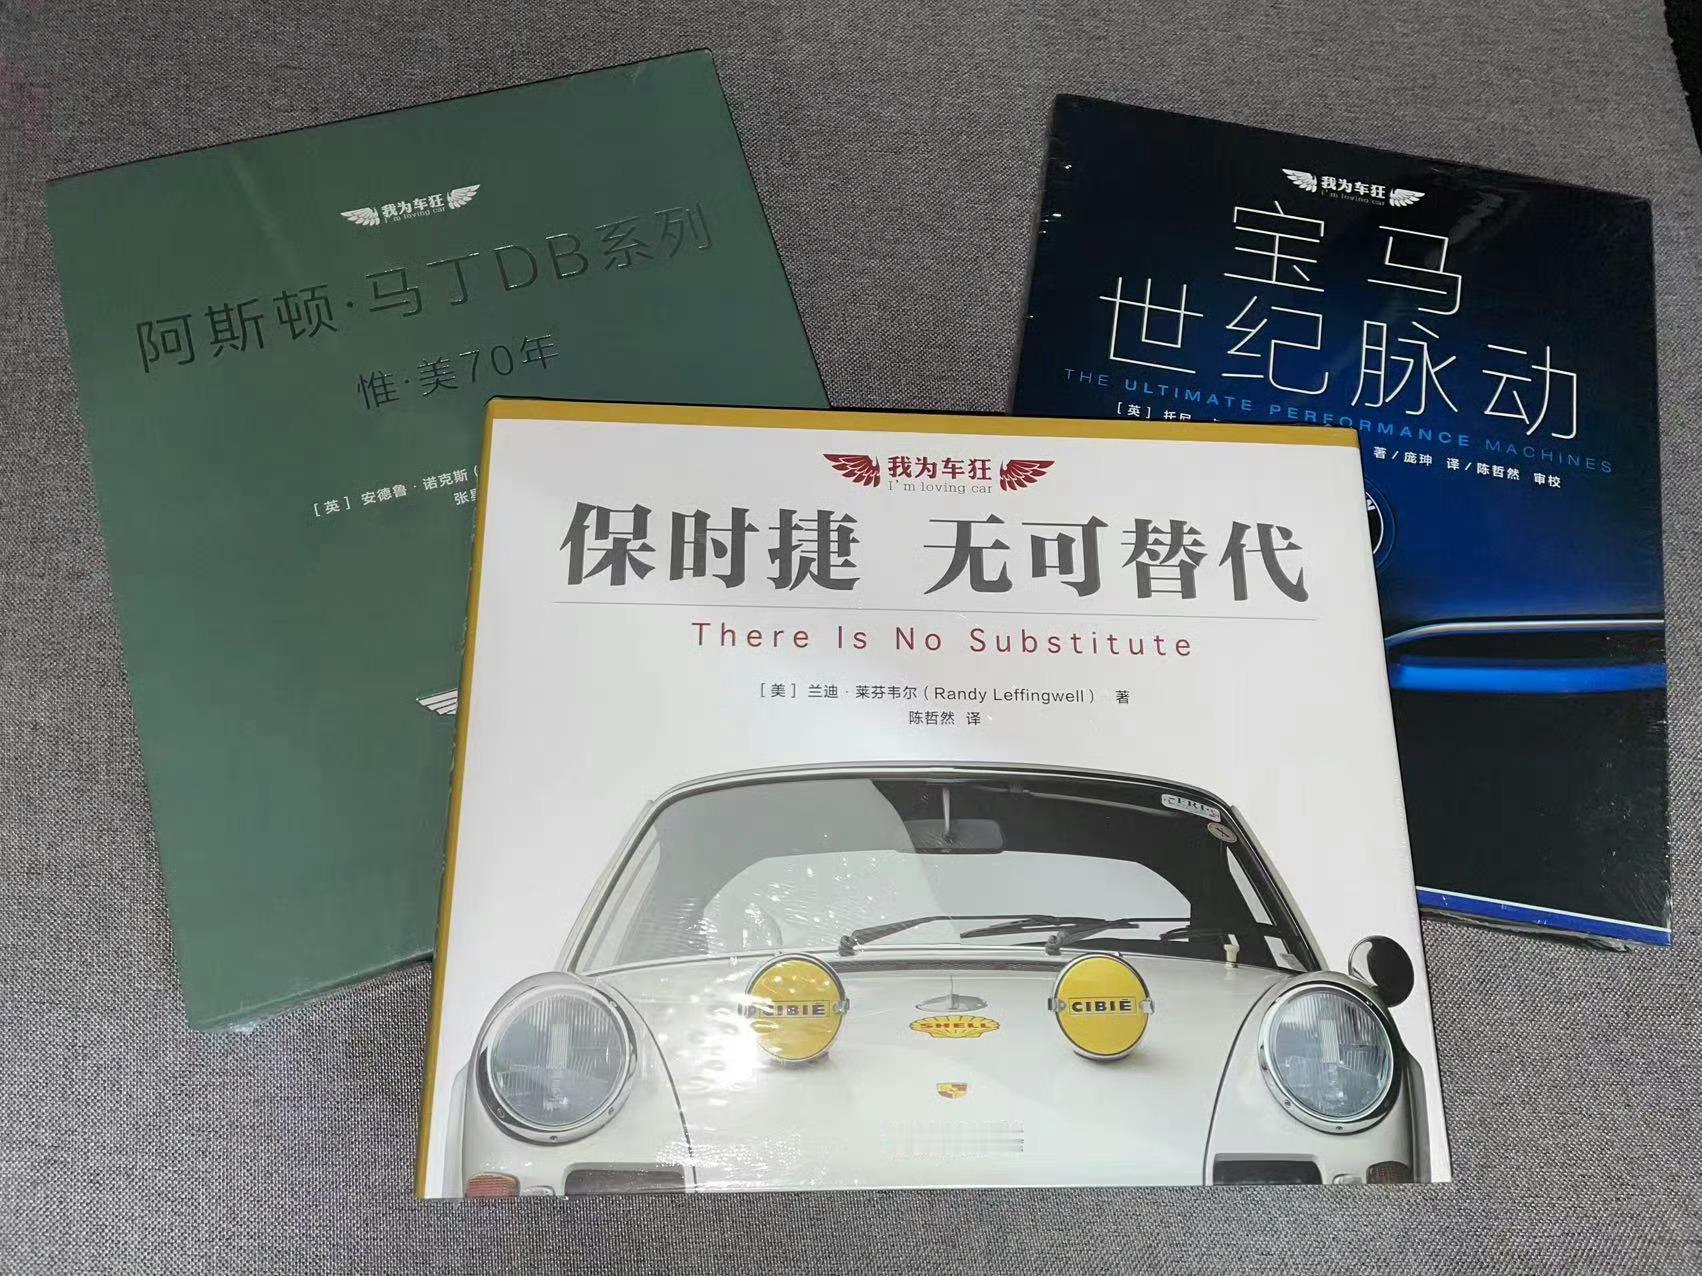 我为车狂
I'm loving car
阿斯顿·马丁DB系列
惟·美70年
[英] 安德鲁·诺克斯
我为车狂
I'm loving car
宝马
世纪脉动
THE ULTIMATE PERFORMANCE MACHINES
[英] 托尼
著/庞珅 译/陈哲然 审校
我为车狂
I'm loving car
保时捷 无可替代
There Is No Substitute
[美] 兰迪·莱芬韦尔(Randy Leffingwell) 著
陈哲然 译
CIBIÉ
SHELL
CIBIÉ